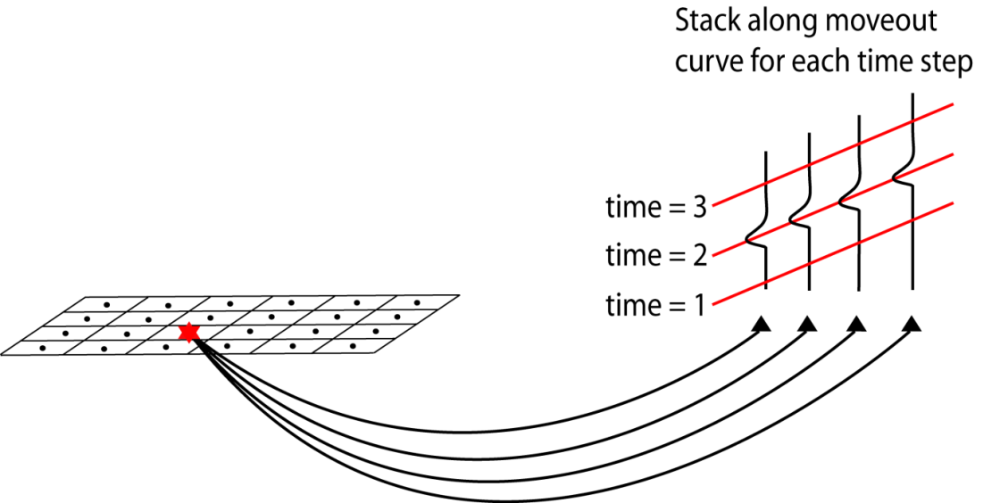 Stack along moveout
curve for each time step
time = 3
time = 2
time = 1